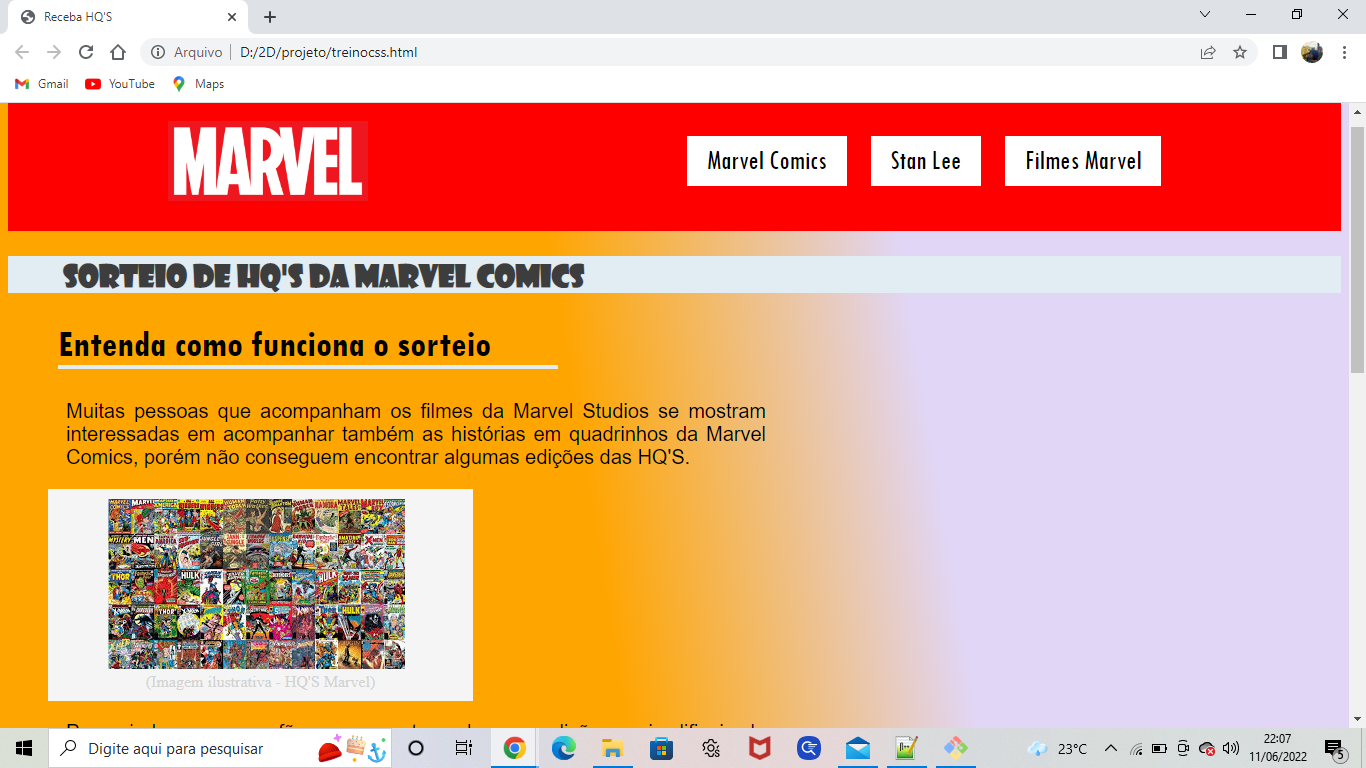 Receba HQ'S
Arquivo
D:/2D/projeto/treinocss.html
Gmail
YouTube
Maps
MARVEL
Marvel Comics
Stan Lee
Filmes Marvel
SORTEIO DE HQ'S DA MARVEL COMICS
Entenda como funciona o sorteio
Muitas pessoas que acompanham os filmes da Marvel Studios se mostram
interessadas em acompanhar também as histórias em quadrinhos da Marvel
Comics, porém não conseguem encontrar algumas edições das HQ'S.
THOR
HULK
(Imagem ilustrativa - HQ'S Marvel)
Digite aqui para pesquisar
23°C
22:07
11/06/2022
5